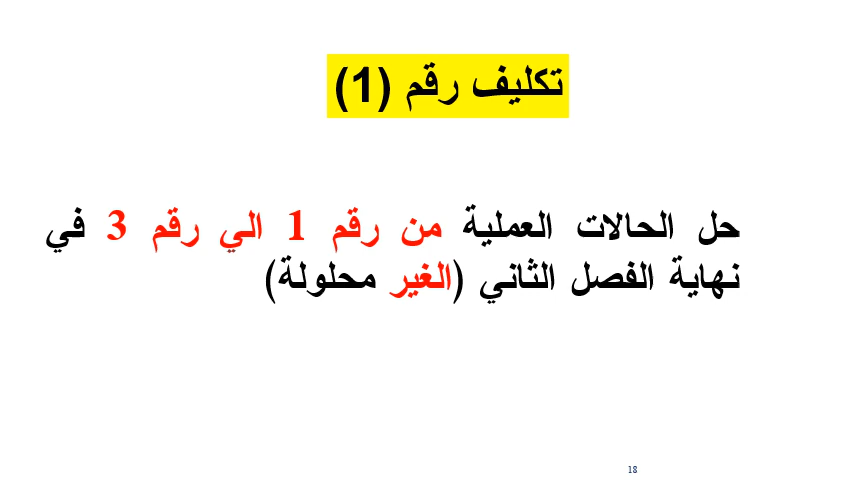 تكليف رقم (1)
حل الحالات العملية من رقم 1 الي رقم 3 في
نهاية الفصل الثاني (الغير محلولة)
18